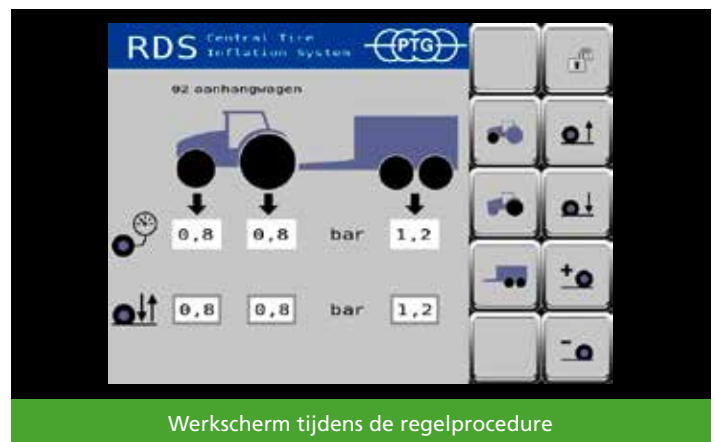 RDS Central Tire
Inflation System
PTG
02 aanhangwagen
0,8 0,8 bar 1,2
0,8 0,8 bar 1,2
+
-
Werkscherm tijdens de regelprocedure